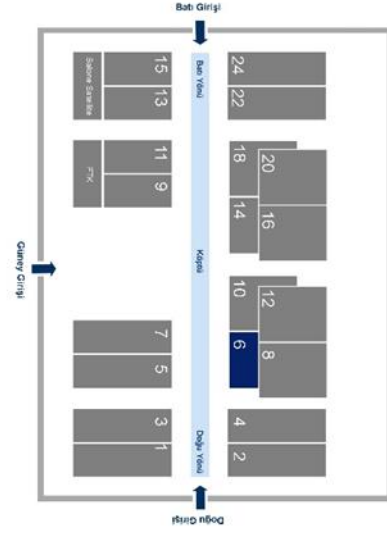 Batı Girişi
Batı Yönü
Salone Satellite
15
13
24
22
PTK
11
9
18
20
14
16
Köprü
Güney Girişi
10
12
6
8
7
5
3
1
4
2
Doğu Yönü
Doğu Girişi